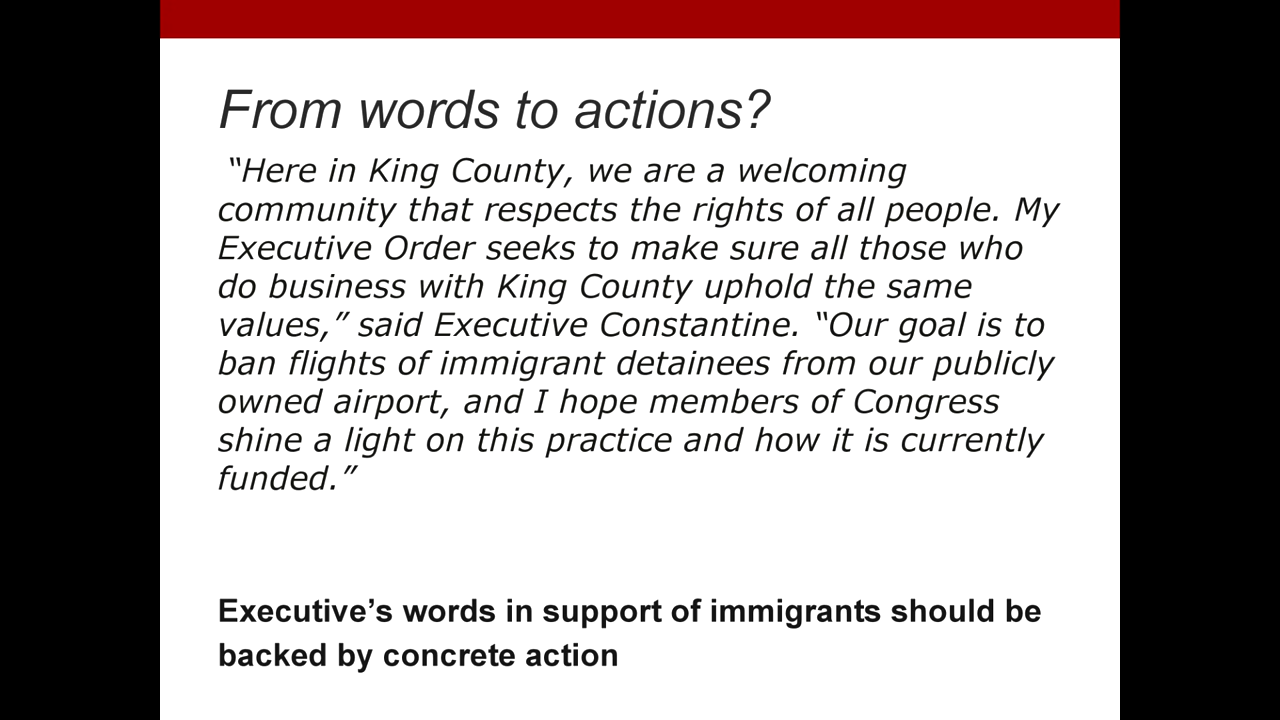 From words to actions?
“Here in King County, we are a welcoming
community that respects the rights of all people. My
Executive Order seeks to make sure all those who
do business with King County uphold the same
values,” said Executive Constantine. “Our goal is to
ban flights of immigrant detainees from our publicly
owned airport, and I hope members of Congress
shine a light on this practice and how it is currently
funded.”
Executive’s words in support of immigrants should be
backed by concrete action